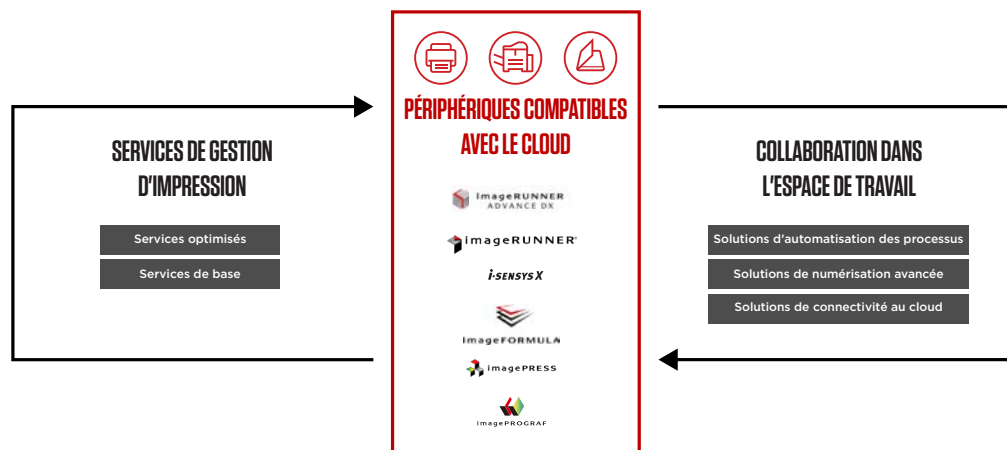 SERVICES DE GESTION
D'IMPRESSION
Services optimisés
Services de base
PÉRIPHÉRIQUES COMPATIBLES
AVEC LE CLOUD
imageRUNNER
ADVANCE DX
imageRUNNER®
i-SENSYS X
imageFORMULA
imagePRESS
imagePROGRAF
COLLABORATION DANS
L'ESPACE DE TRAVAIL
Solutions d'automatisation des processus
Solutions de numérisation avancée
Solutions de connectivité au cloud